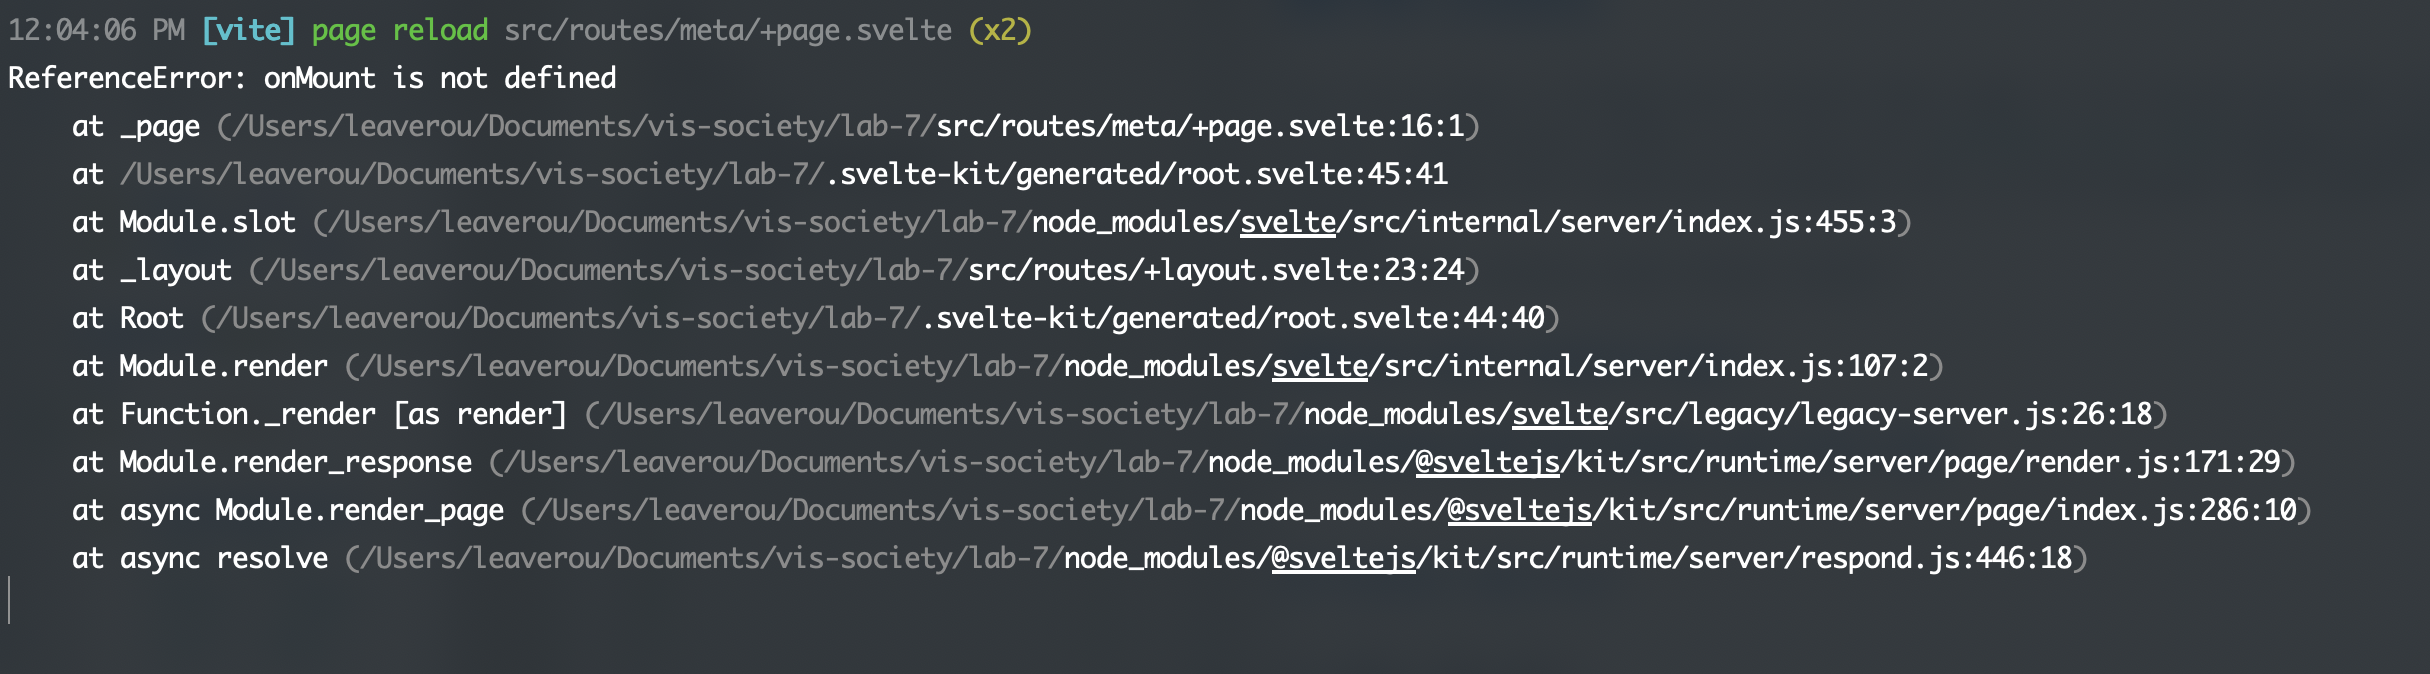 12:04:06 PM [vite] page reload src/routes/meta/+page.svelte (x2)
ReferenceError: onMount is not defined
at _page (/Users/leaverou/Documents/vis-society/lab-7/src/routes/meta/+page.svelte:16:1)
at /Users/leaverou/Documents/vis-society/lab-7/.svelte-kit/generated/root.svelte:45:41
at Module.slot (/Users/leaverou/Documents/vis-society/lab-7/node_modules/svelte/src/internal/server/index.js:455:3)
at _layout (/Users/leaverou/Documents/vis-society/lab-7/src/routes/+layout.svelte:23:24)
at Root (/Users/leaverou/Documents/vis-society/lab-7/.svelte-kit/generated/root.svelte:44:40)
at Module.render (/Users/leaverou/Documents/vis-society/lab-7/node_modules/svelte/src/internal/server/index.js:107:2)
at Function._render [as render] (/Users/leaverou/Documents/vis-society/lab-7/node_modules/svelte/src/legacy/legacy-server.js:26:18)
at Module.render_response (/Users/leaverou/Documents/vis-society/lab-7/node_modules/@sveltejs/kit/src/runtime/server/page/render.js:171:29)
at async Module.render_page (/Users/leaverou/Documents/vis-society/lab-7/node_modules/@sveltejs/kit/src/runtime/server/page/index.js:286:10)
at async resolve (/Users/leaverou/Documents/vis-society/lab-7/node_modules/@sveltejs/kit/src/runtime/server/respond.js:446:18)